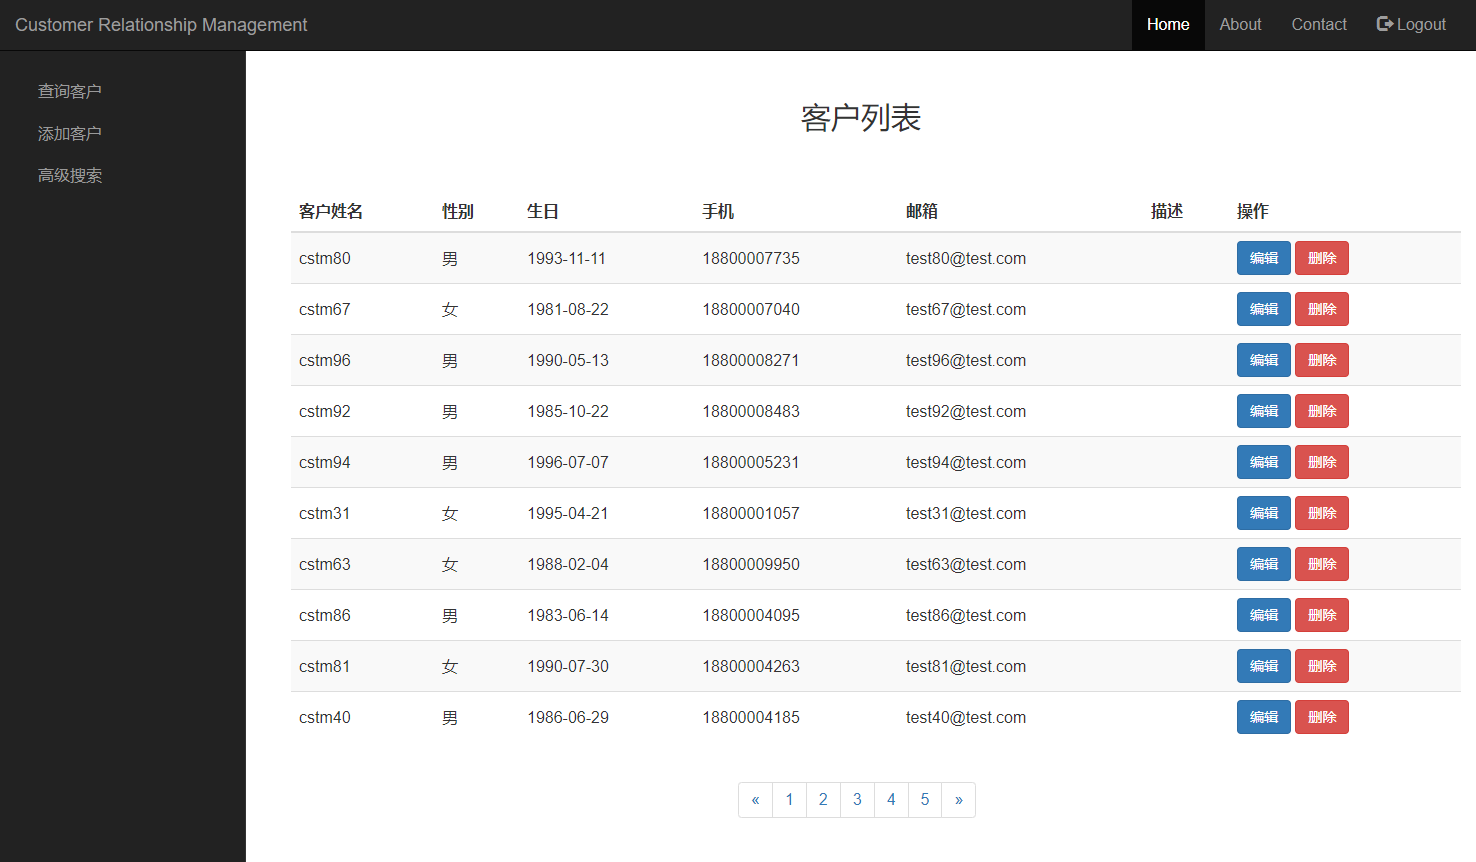 Customer Relationship Management Home About Contact Logout
查询客户
添加客户
高级搜索
客户列表
客户姓名 性别 生日 手机 邮箱 描述 操作
cstm80 男 1993-11-11 18800007735 test80@test.com 编辑 删除
cstm67 女 1981-08-22 18800007040 test67@test.com 编辑 删除
cstm96 男 1990-05-13 18800008271 test96@test.com 编辑 删除
cstm92 男 1985-10-22 18800008483 test92@test.com 编辑 删除
cstm94 男 1996-07-07 18800005231 test94@test.com 编辑 删除
cstm31 女 1995-04-21 18800001057 test31@test.com 编辑 删除
cstm63 女 1988-02-04 18800009950 test63@test.com 编辑 删除
cstm86 男 1983-06-14 18800004095 test86@test.com 编辑 删除
cstm81 女 1990-07-30 18800004263 test81@test.com 编辑 删除
cstm40 男 1986-06-29 18800004185 test40@test.com 编辑 删除
« 1 2 3 4 5 »